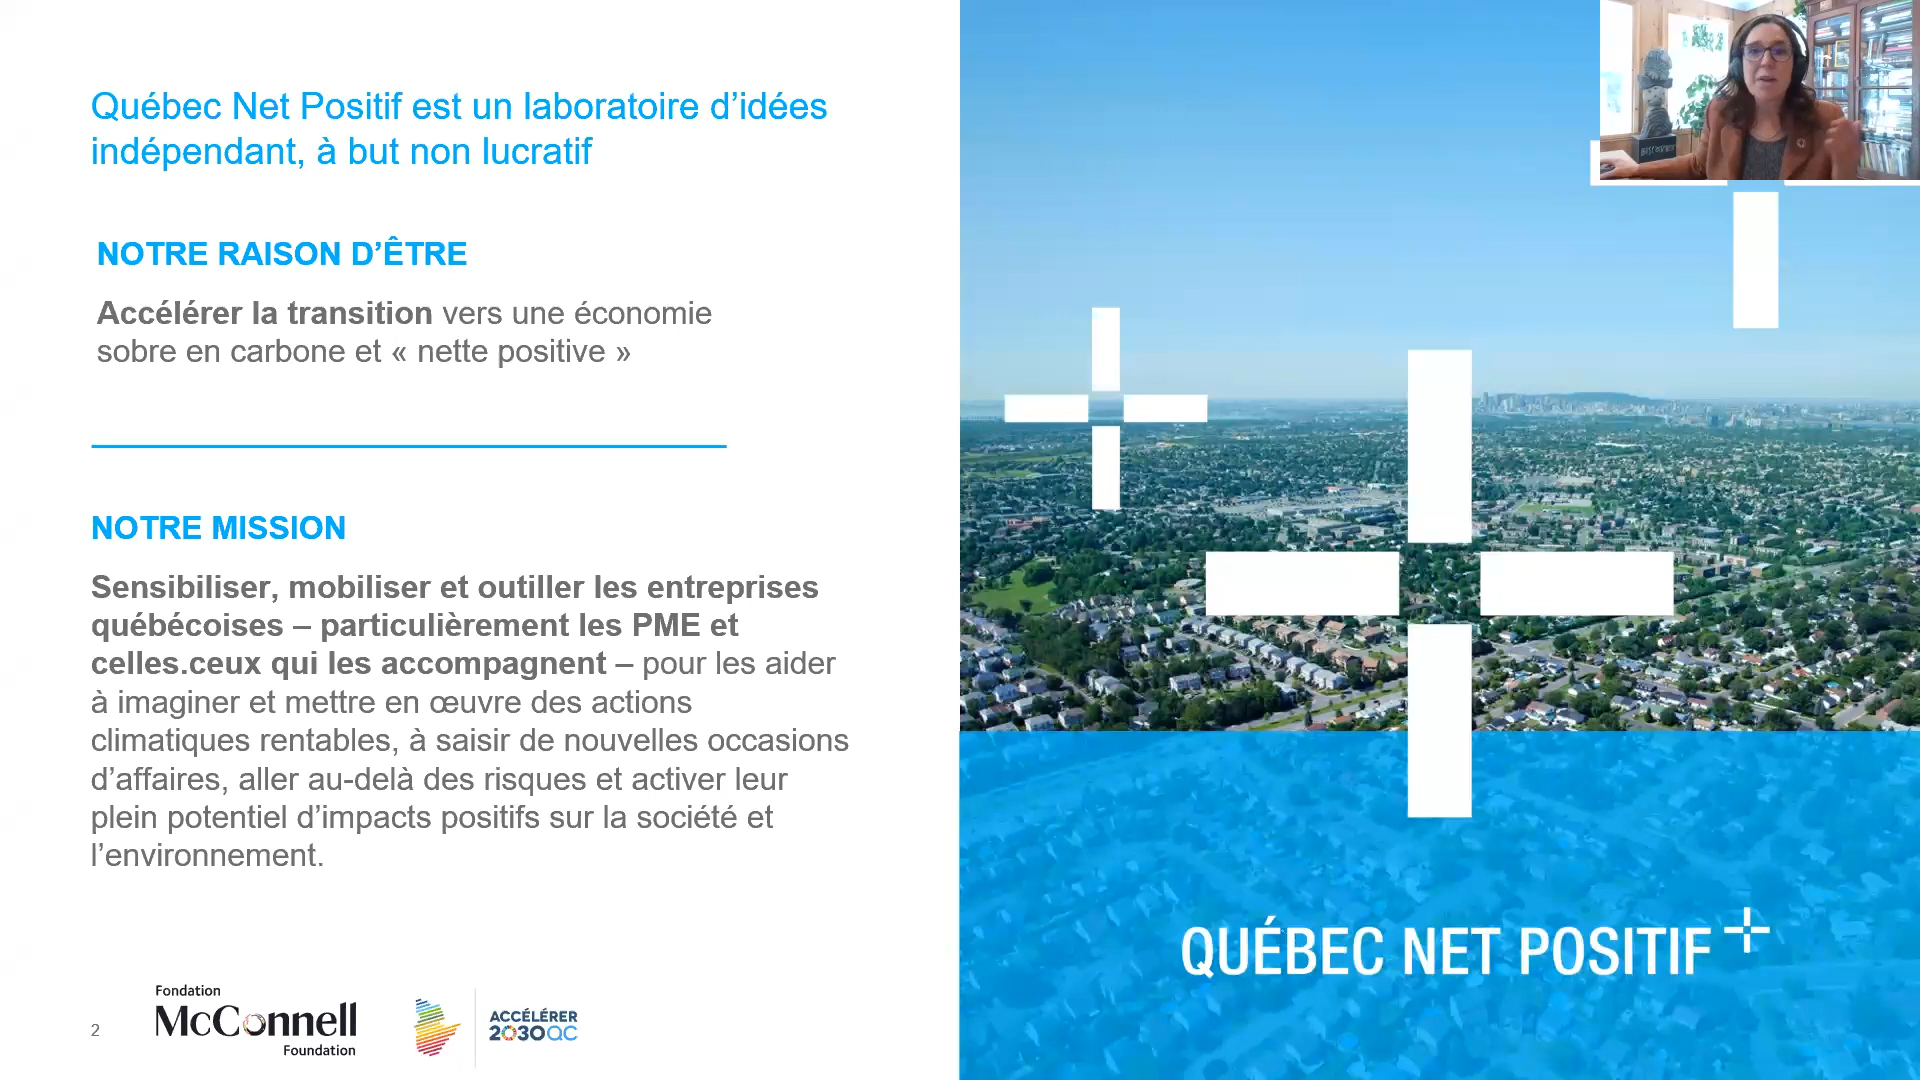 Québec Net Positif est un laboratoire d’idées
indépendant, à but non lucratif
NOTRE RAISON D’ÊTRE
Accélérer la transition vers une économie
sobre en carbone et « nette positive »
NOTRE MISSION
Sensibiliser, mobiliser et outiller les entreprises
québécoises – particulièrement les PME et
celles.ceux qui les accompagnent – pour les aider
à imaginer et mettre en œuvre des actions
climatiques rentables, à saisir de nouvelles occasions
d’affaires, aller au-delà des risques et activer leur
plein potentiel d’impacts positifs sur la société et
l’environnement.
2
Fondation
McConnell
Foundation
ACCÉLÉRER
2030QC
QUÉBEC NET POSITIF